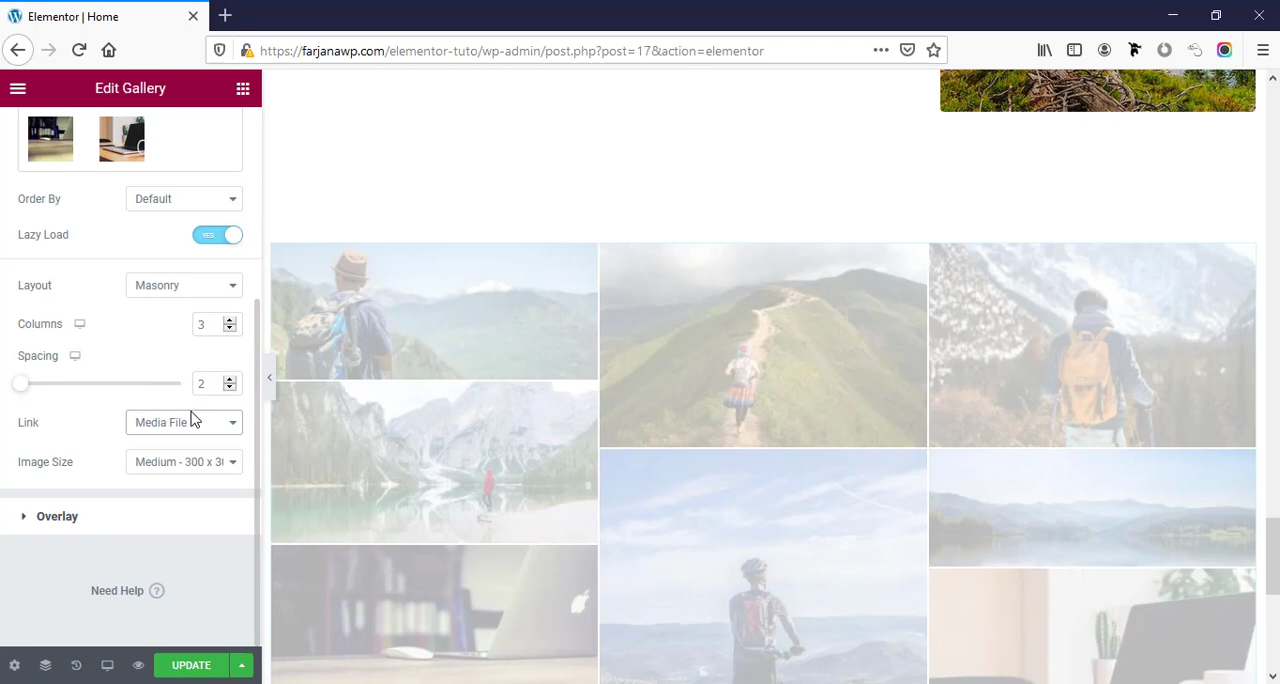 Elementor | Home
https://farjanawp.com/elementor-tuto/wp-admin/post.php?post=17&action=elementor
Edit Gallery
Order By
Default
Lazy Load
YES
Layout
Masonry
Columns
3
Spacing
2
Link
Media File
Image Size
Medium - 300 x 3
Overlay
Need Help ?
UPDATE